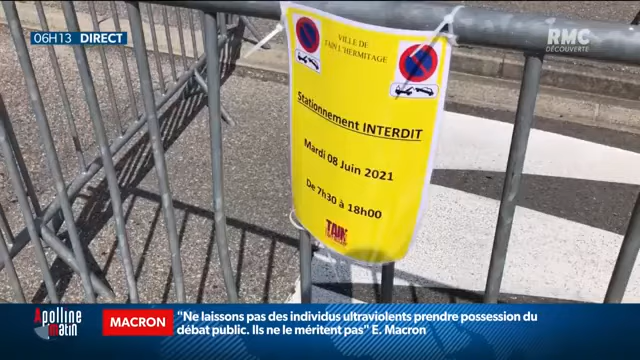 06H13 DIRECT
RMC
DÉCOUVERTE
VILLE DE
TAIN L'HERMITAGE
Stationnement INTERDIT
Mardi 08 Juin 2021
De 7h30 à 18h00
TAIN
Apolline
matin
MACRON
"Ne laissons pas des individus ultraviolents prendre possession du
débat public. Ils ne le méritent pas" E. Macron